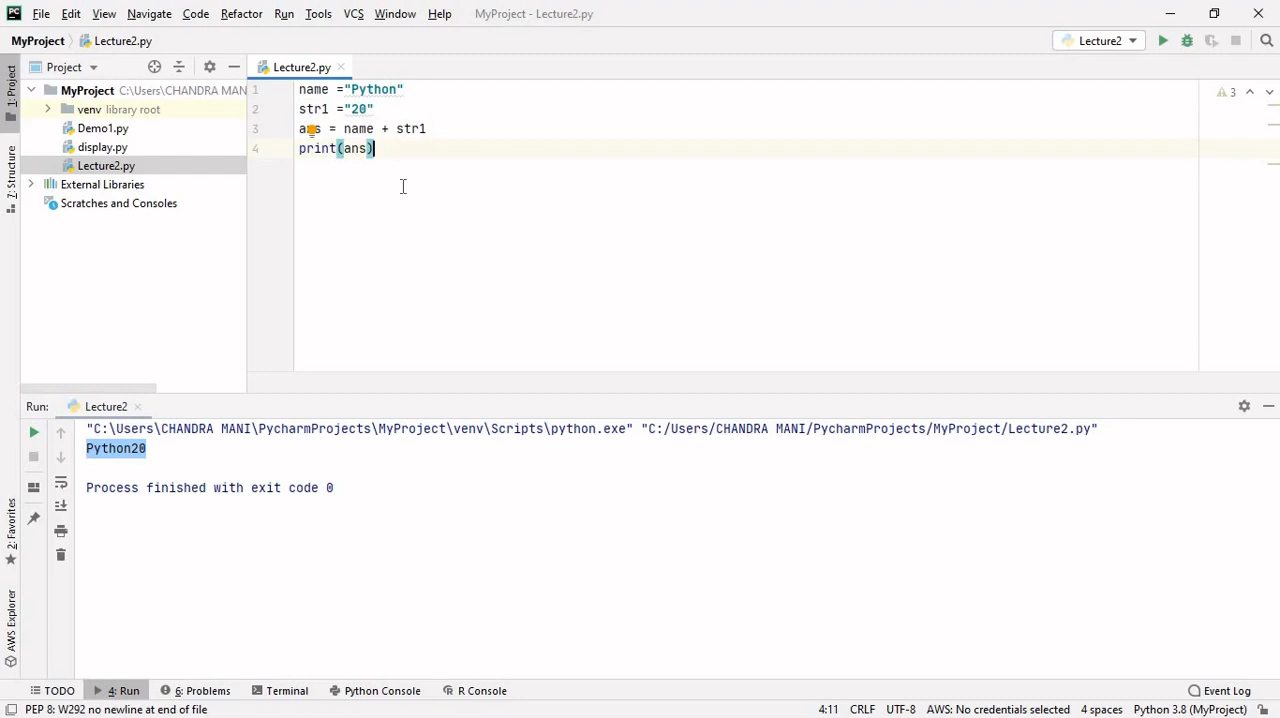 PC File Edit View Navigate Code Refactor Run Tools VCS Window Help MyProject - Lecture2.py
MyProject Lecture2.py Lecture2
1: Project
Project
Lecture2.py
MyProject C:\Users\CHANDRA MAN
venv library root
Demo1.py
display.py
Lecture2.py
External Libraries
Scratches and Consoles
7: Structure
1 name ="Python"
2 str1 ="20"
3 ans = name + str1
4 print(ans)
3
Run: Lecture2
"C:\Users\CHANDRA MANI\PycharmProjects\MyProject\venv\Scripts\python.exe" "C:/Users/CHANDRA MANI/PycharmProjects/MyProject/Lecture2.py"
Python20
Process finished with exit code 0
2: Favorites
AWS Explorer
TODO 4: Run 6: Problems Terminal Python Console R Console Event Log
PEP 8: W292 no newline at end of file 4:11 CRLF UTF-8 AWS: No credentials selected 4 spaces Python 3.8 (MyProject)